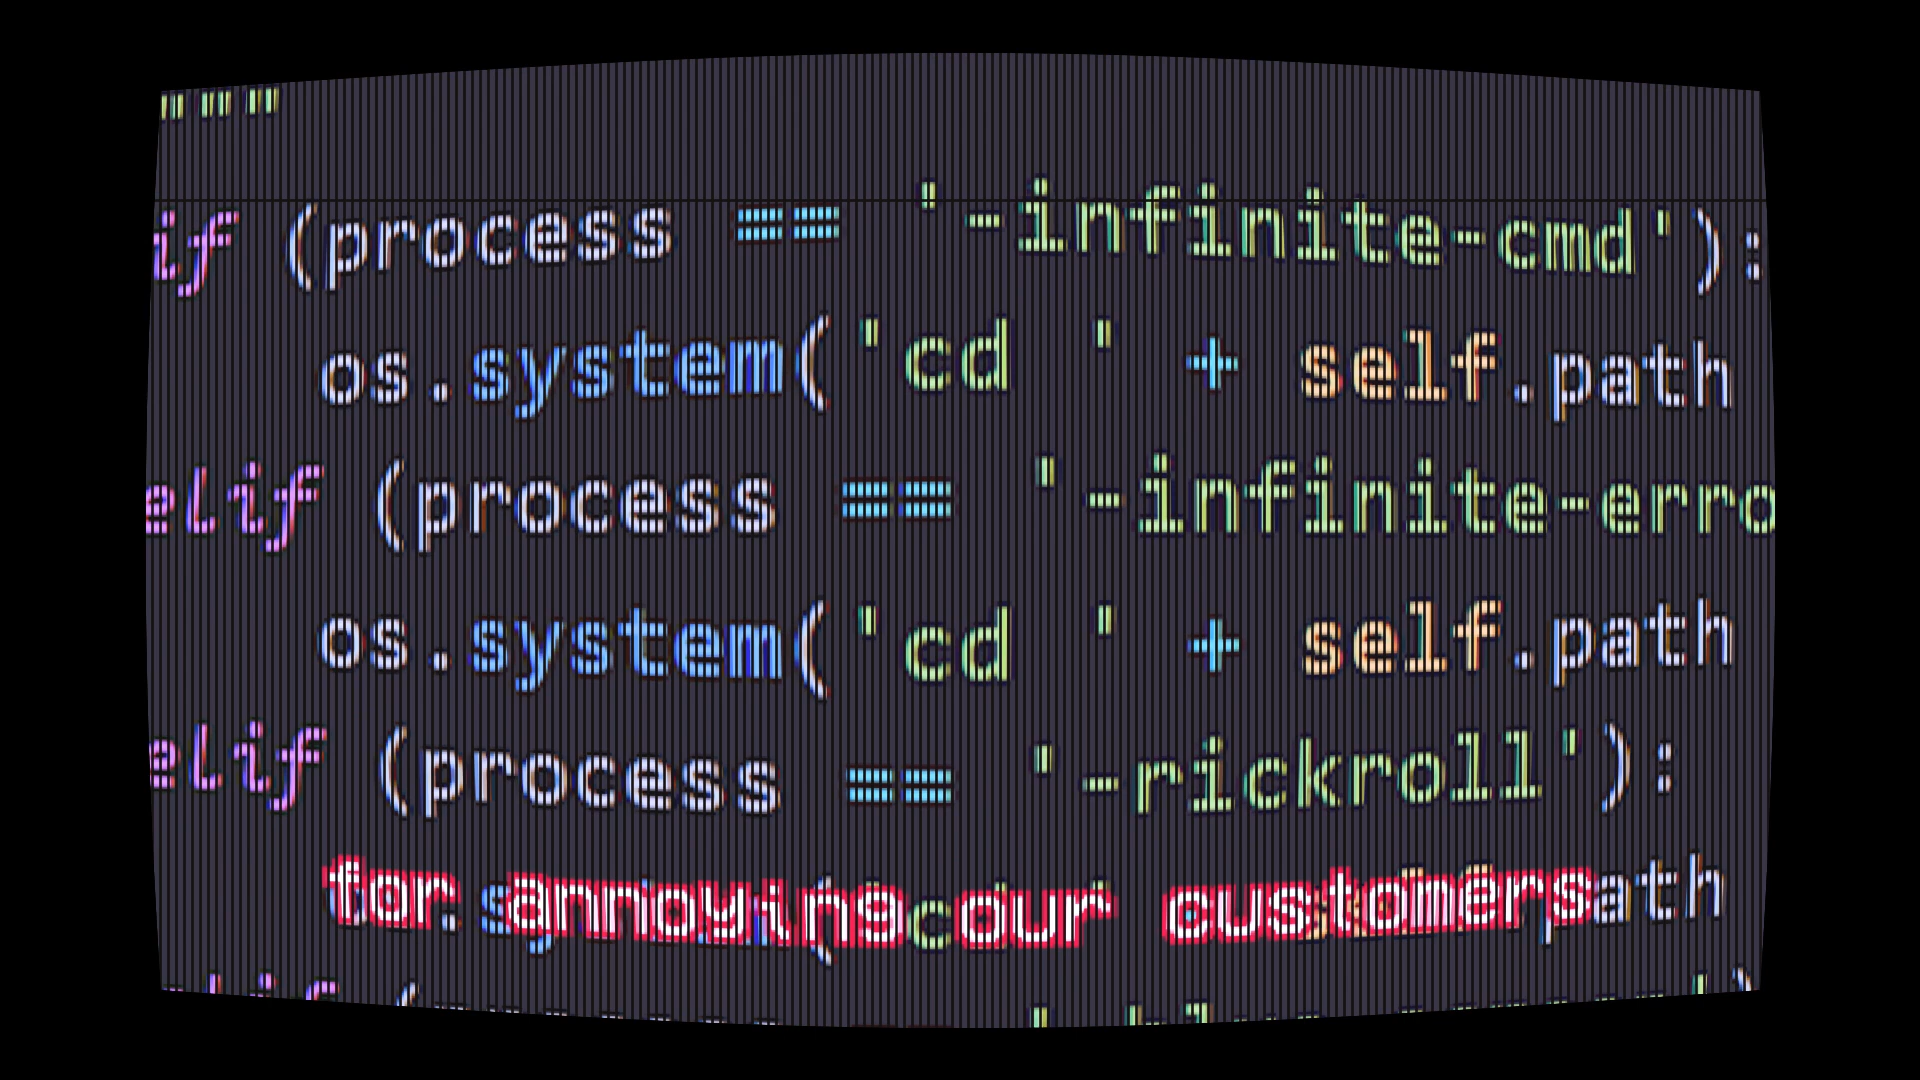 """
if (process == '-infinite-cmd'):
os.system('cd ' + self.path
elif (process == '-infinite-erro
os.system('cd ' + self.path
elif (process == '-rickroll'):
for annoying our customers
elif (